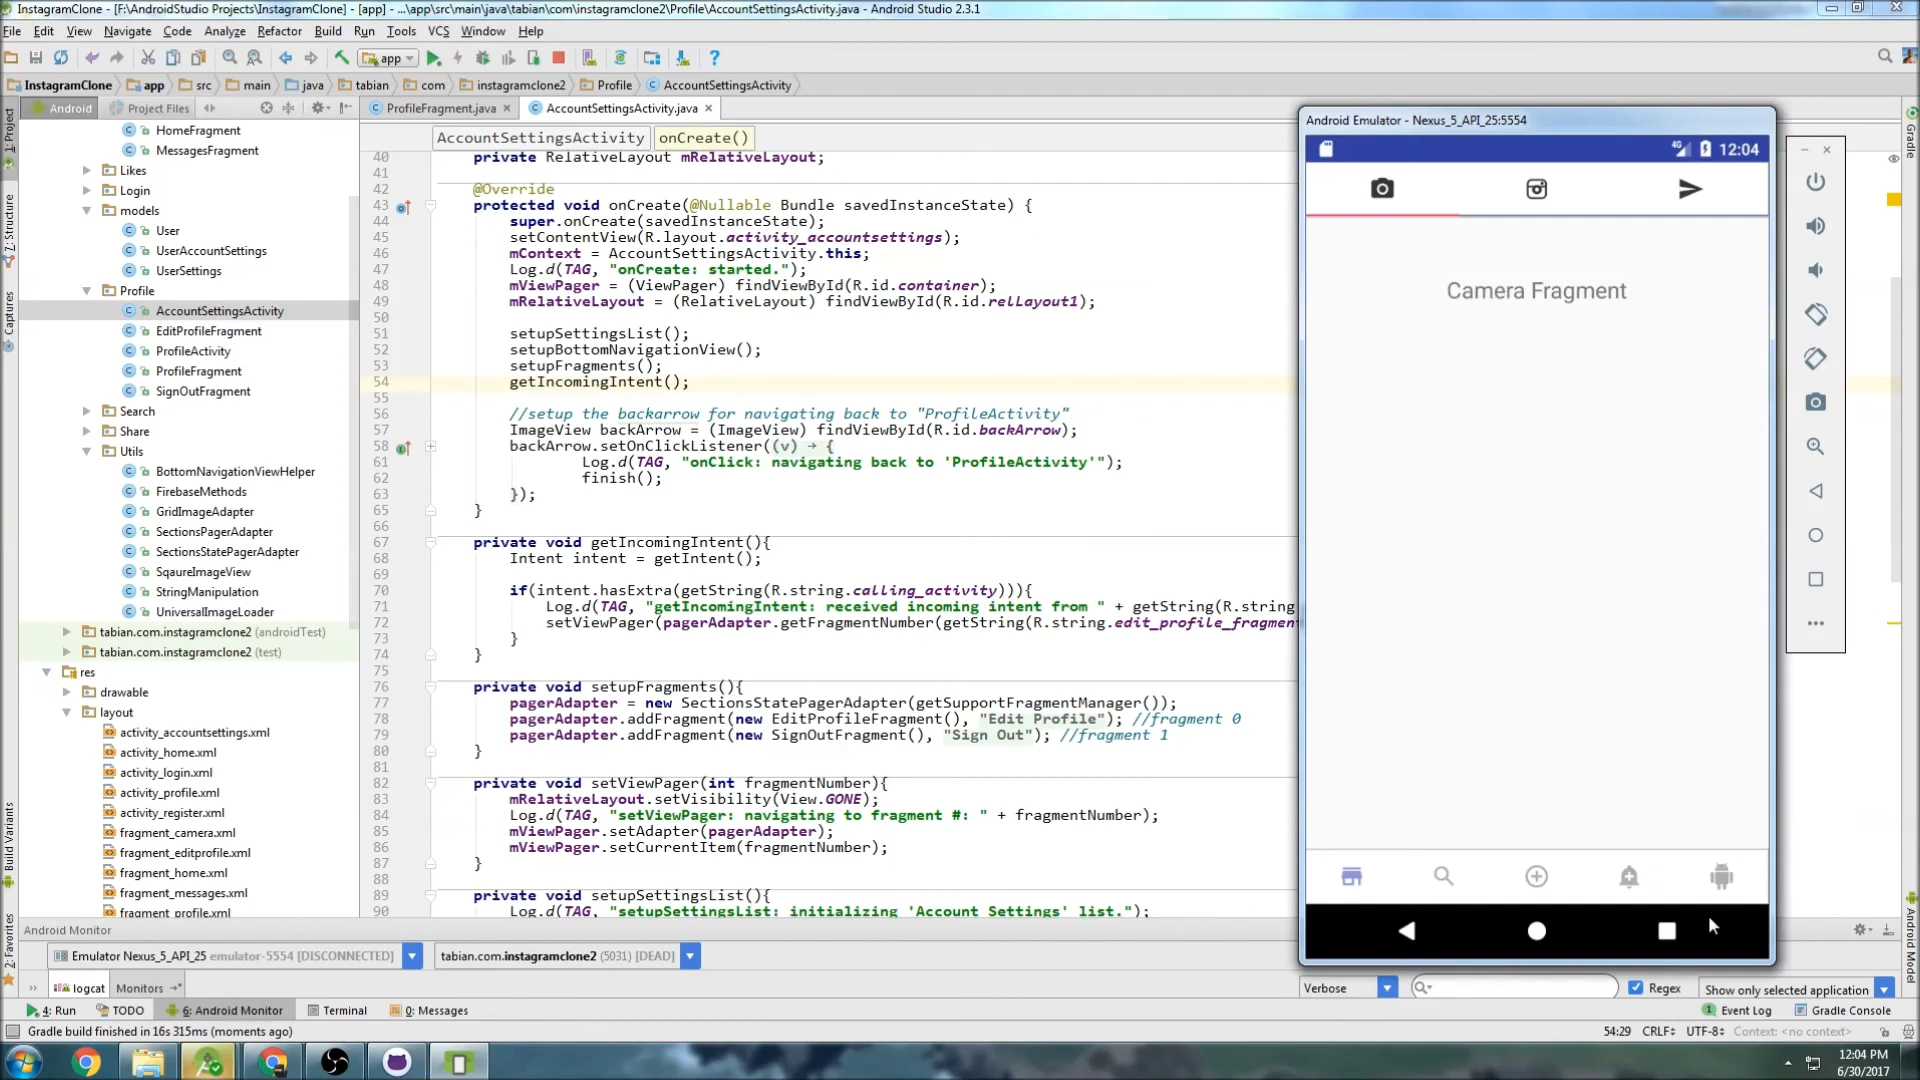 InstagramClone - [F:\AndroidStudio Projects\InstagramClone] - [app] - ...\app\src\main\java\tabian\com\instagramclone2\Profile\AccountSettingsActivity.java - Android Studio 2.3.1
File Edit View Navigate Code Analyze Refactor Build Run Tools VCS Window Help
app
InstagramClone app src main java tabian com instagramclone2 Profile AccountSettingsActivity
Android Project Files
ProfileFragment.java AccountSettingsActivity.java
AccountSettingsActivity onCreate()
1: Project
7: Structure
Captures
Build Variants
2: Favorites
Gradle
Android Model
HomeFragment
MessagesFragment
Likes
Login
models
User
UserAccountSettings
UserSettings
Profile
AccountSettingsActivity
EditProfileFragment
ProfileActivity
ProfileFragment
SignOutFragment
Search
Share
Utils
BottomNavigationViewHelper
FirebaseMethods
GridImageAdapter
SectionsPagerAdapter
SectionsStatePagerAdapter
SqaureImageView
StringManipulation
UniversalImageLoader
tabian.com.instagramclone2 (androidTest)
tabian.com.instagramclone2 (test)
res
drawable
layout
activity_accountsettings.xml
activity_home.xml
activity_login.xml
activity_profile.xml
activity_register.xml
fragment_camera.xml
fragment_editprofile.xml
fragment_home.xml
fragment_messages.xml
fragment_profile.xml
40 private RelativeLayout mRelativeLayout;
41
42 @Override
43 protected void onCreate(@Nullable Bundle savedInstanceState) {
44 super.onCreate(savedInstanceState);
45 setContentView(R.layout.activity_accountsettings);
46 mContext = AccountSettingsActivity.this;
47 Log.d(TAG, "onCreate: started.");
48 mViewPager = (ViewPager) findViewById(R.id.container);
49 mRelativeLayout = (RelativeLayout) findViewById(R.id.relLayout1);
50
51 setupSettingsList();
52 setupBottomNavigationView();
53 setupFragments();
54 getIncomingIntent();
55
56 //setup the backarrow for navigating back to "ProfileActivity"
57 ImageView backArrow = (ImageView) findViewById(R.id.backArrow);
58 backArrow.setOnClickListener((v) → {
61 Log.d(TAG, "onClick: navigating back to 'ProfileActivity'");
62 finish();
63 });
65 }
66
67 private void getIncomingIntent(){
68 Intent intent = getIntent();
69
70 if(intent.hasExtra(getString(R.string.calling_activity))){
71 Log.d(TAG, "getIncomingIntent: received incoming intent from " + getString(R.string
72 setViewPager(pagerAdapter.getFragmentNumber(getString(R.string.edit_profile_fragmen
73 }
74 }
75
76 private void setupFragments(){
77 pagerAdapter = new SectionsStatePagerAdapter(getSupportFragmentManager());
78 pagerAdapter.addFragment(new EditProfileFragment(), "Edit Profile"); //fragment 0
79 pagerAdapter.addFragment(new SignOutFragment(), "Sign Out"); //fragment 1
80 }
81
82 private void setViewPager(int fragmentNumber){
83 mRelativeLayout.setVisibility(View.GONE);
84 Log.d(TAG, "setViewPager: navigating to fragment #: " + fragmentNumber);
85 mViewPager.setAdapter(pagerAdapter);
86 mViewPager.setCurrentItem(fragmentNumber);
87 }
88
89 private void setupSettingsList(){
90 Log.d(TAG, "setupSettingsList: initializing 'Account Settings' list.");
Android Emulator - Nexus_5_API_25:5554
4G 12:04
Camera Fragment
Android Monitor
Emulator Nexus_5_API_25 emulator-5554 [DISCONNECTED] tabian.com.instagramclone2 (5031) [DEAD]
logcat Monitors Verbose Regex Show only selected application
4: Run TODO 6: Android Monitor Terminal 0: Messages 1 Event Log Gradle Console
Gradle build finished in 16s 315ms (moments ago) 54:29 CRLF UTF-8 Context: <no context>
12:04 PM
6/30/2017